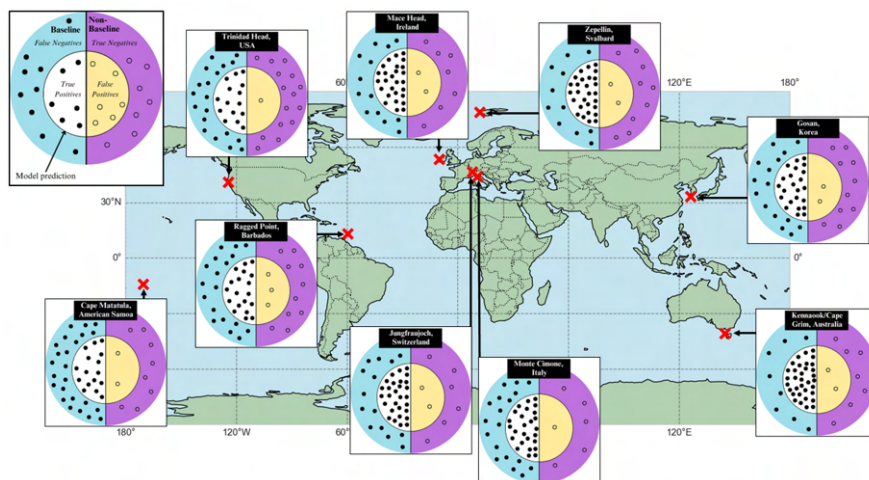 Baseline
Non-
Baseline
False Negatives
True Negatives
True
Positives
False
Positives
Model prediction
Trinidad Head,
USA
Mace Head,
Ireland
Zepellin,
Svalbard
Gosan,
Korea
Ragged Point,
Barbados
Cape Matatula,
American Samoa
Jungfraujoch,
Switzerland
Monte Cimone,
Italy
Kennaook/Cape
Grim, Australia
60°
120°E
180°
30°N
0°
180°
120°W
60°
120°E
180°